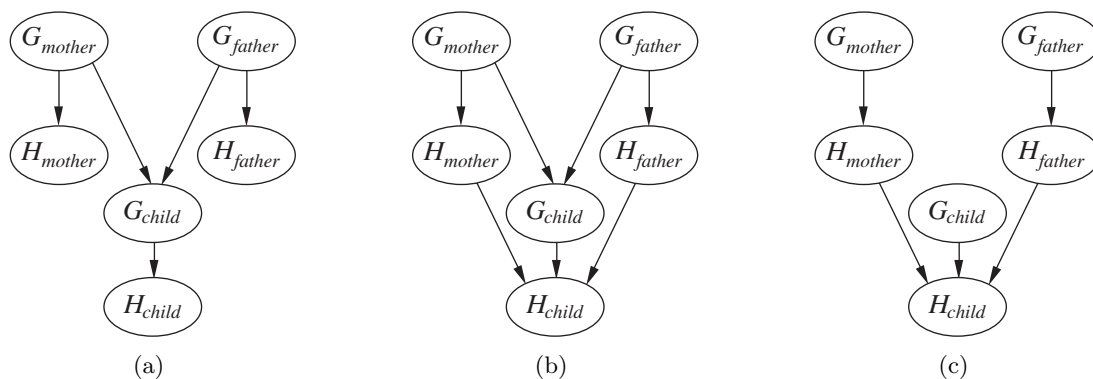 G_mother G_father G_mother G_father G_mother G_father
H_mother H_father H_mother H_father H_mother H_father
G_child G_child G_child
H_child H_child H_child
(a) (b) (c)